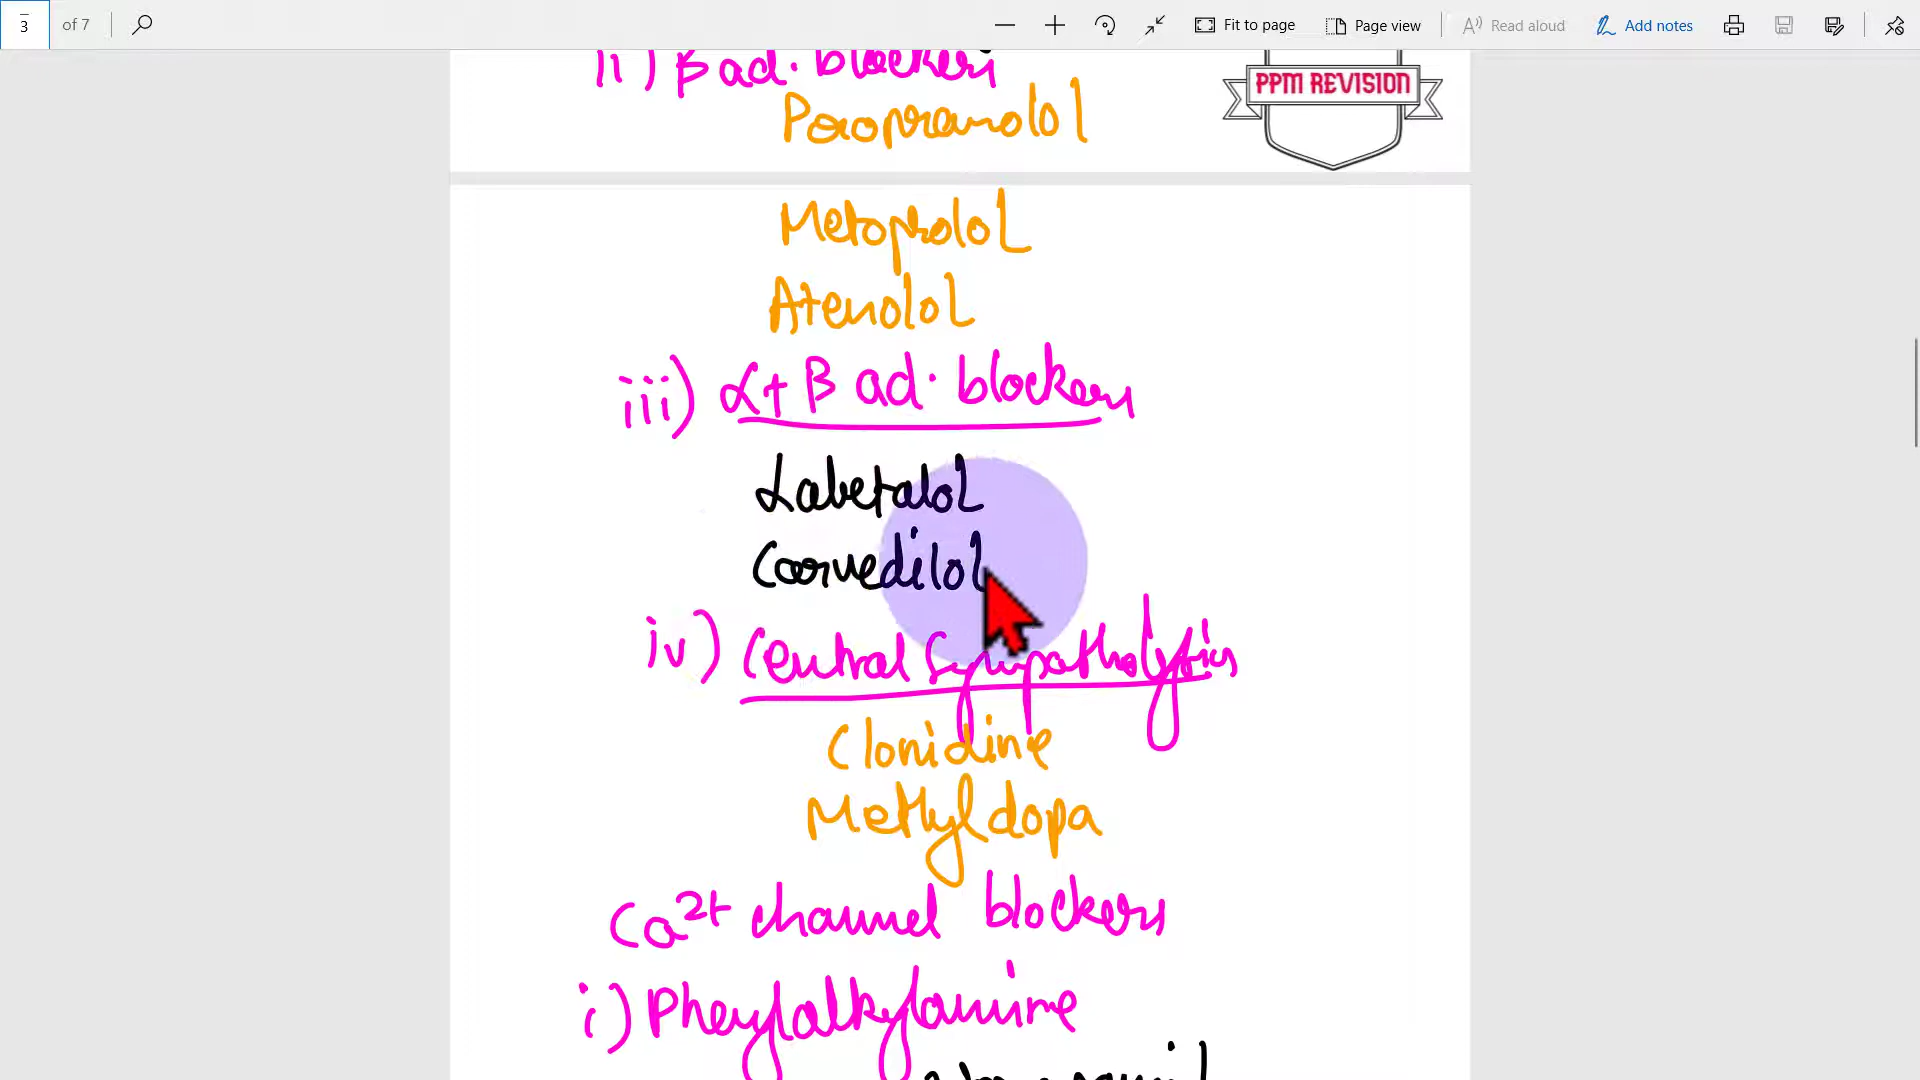 3 of 7
Fit to page
Page view
Read aloud
Add notes
ii) β ad. blockers
PPM REVISION
Propranolol
Metoprolol
Atenolol
iii) α+β ad. blockers
Labetalol
Carvedilol
iv) Central Sympatholytics
Clonidine
Methyldopa
Ca2+ channel blockers
i) Phenylalkylamine